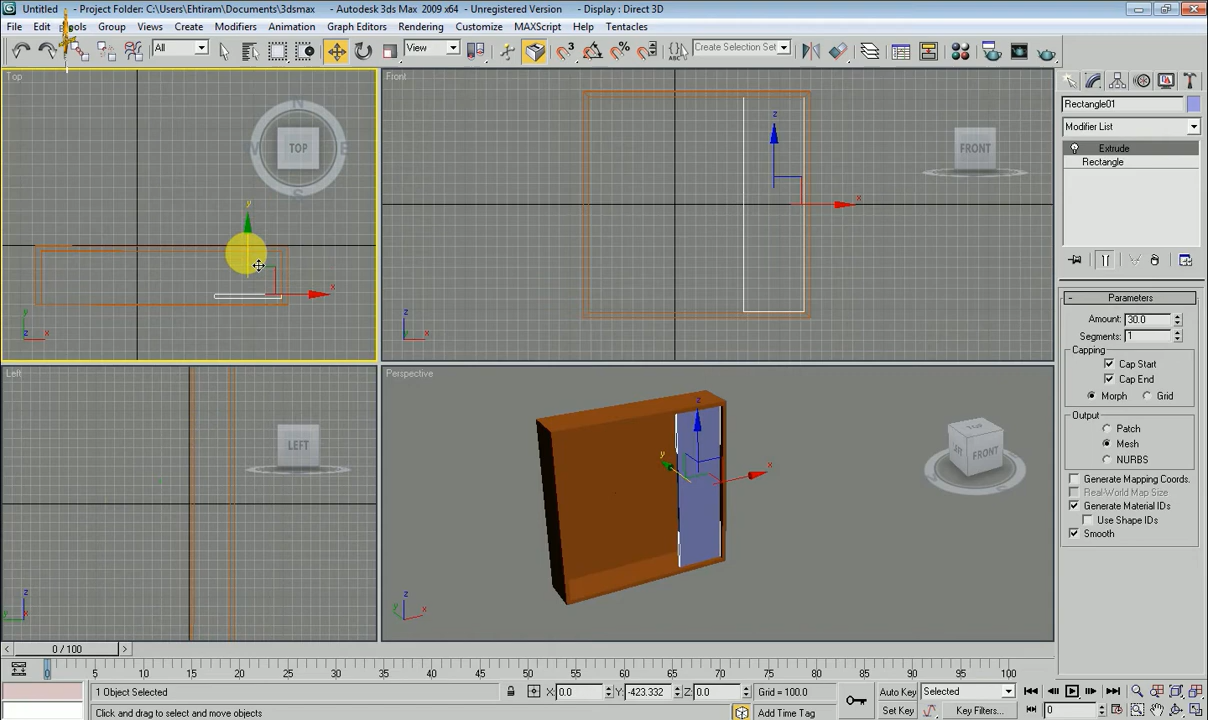 Untitled - Project Folder: C:\Users\Ehtiram\Documents\3dsmax - Autodesk 3ds Max 2009 x64 - Unregistered Version - Display : Direct 3D
File Edit Tools Group Views Create Modifiers Animation Graph Editors Rendering Customize MAXScript Help Tentacles
All View 3 % ABC Create Selection Set
Top
N
TOP
S
y
x
y
z x
Front
z
x
FRONT
z
y x
Left
LEFT
z
y x
Perspective
z
y
x
TOP
LEFT FRONT
z
y x
Rectangle01
Modifier List
Extrude
Rectangle
- Parameters
Amount: 30.0
Segments: 1
Capping
Cap Start
Cap End
Morph Grid
Output
Patch
Mesh
NURBS
Generate Mapping Coords.
Real-World Map Size
Generate Material IDs
Use Shape IDs
Smooth
< 0 / 100 >
0 5 10 15 20 25 30 35 40 45 50 55 60 65 70 75 80 85 90 95 100
1 Object Selected X: 0.0 Y: -423.332 Z: 0.0 Grid = 100.0 Auto Key Selected
Click and drag to select and move objects Add Time Tag Set Key Key Filters... 0